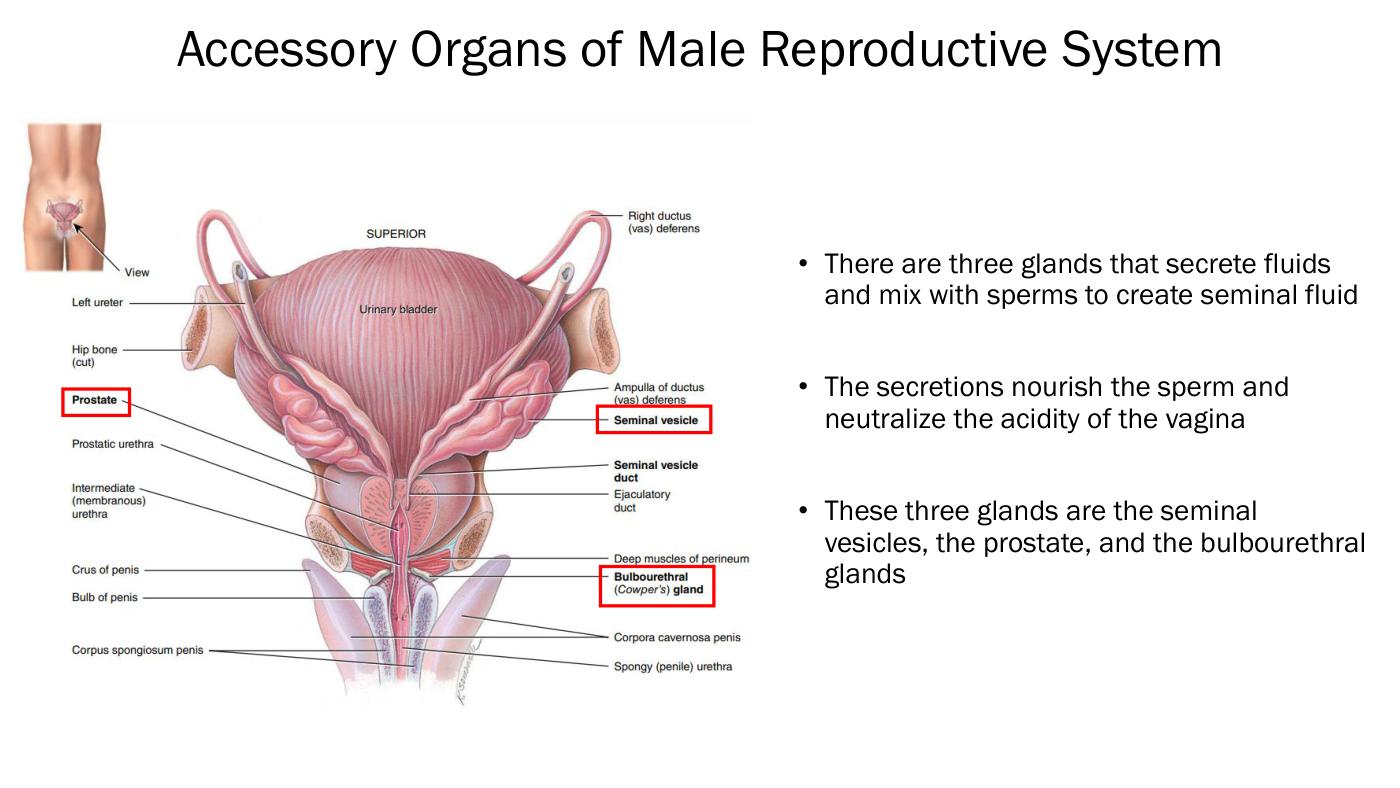 Accessory Organs of Male Reproductive System
View
SUPERIOR
Urinary bladder
Left ureter
Hip bone
(cut)
Prostate
Prostatic urethra
Intermediate
(membranous)
urethra
Crus of penis
Bulb of penis
Corpus spongiosum penis
Right ductus
(vas) deferens
Ampulla of ductus
(vas) deferens
Seminal vesicle
Seminal vesicle
duct
Ejaculatory
duct
Deep muscles of perineum
Bulbourethral
(Cowper's) gland
Corpora cavernosa penis
Spongy (penile) urethra
• There are three glands that secrete fluids
and mix with sperms to create seminal fluid
• The secretions nourish the sperm and
neutralize the acidity of the vagina
• These three glands are the seminal
vesicles, the prostate, and the bulbourethral
glands